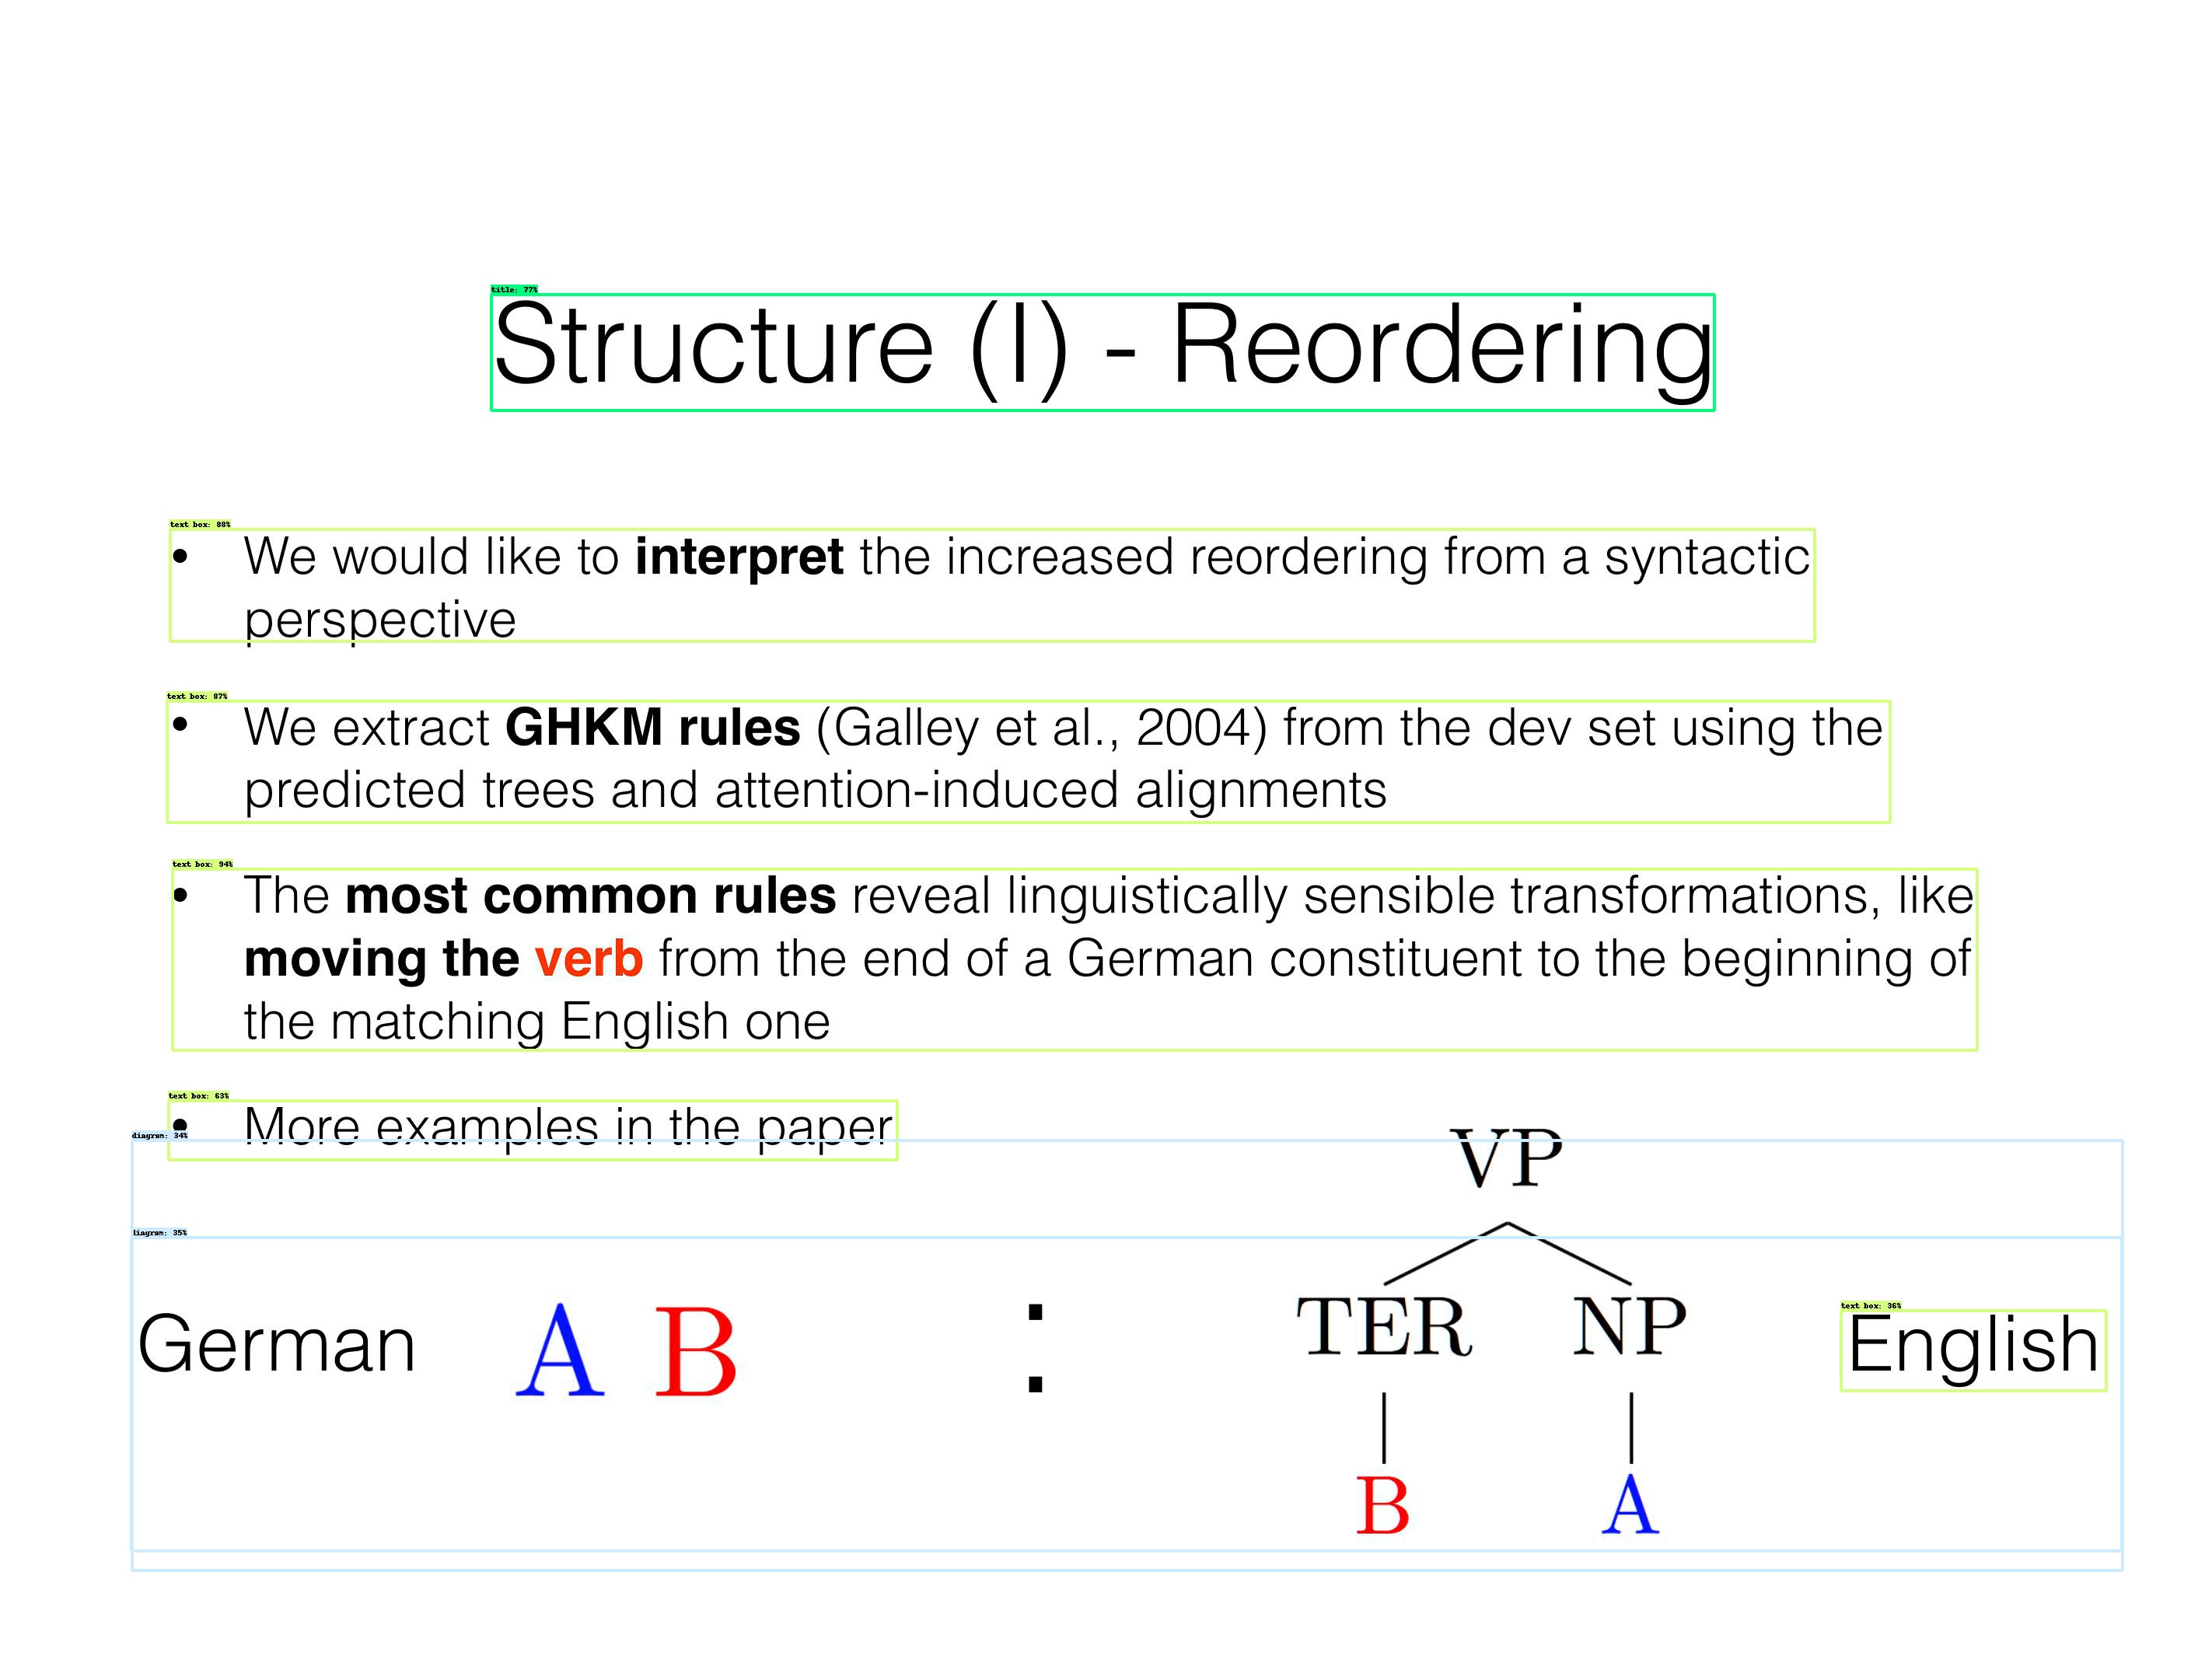 title: 77%
Structure (I) - Reordering
text box: 88%
• We would like to interpret the increased reordering from a syntactic
perspective
text box: 87%
• We extract GHKM rules (Galley et al., 2004) from the dev set using the
predicted trees and attention-induced alignments
text box: 94%
• The most common rules reveal linguistically sensible transformations, like
moving the verb from the end of a German constituent to the beginning of
the matching English one
text box: 63%
• More examples in the paper
diagram: 34%
VP
diagram: 35%
text box: 36%
German A B : TER NP English
B A